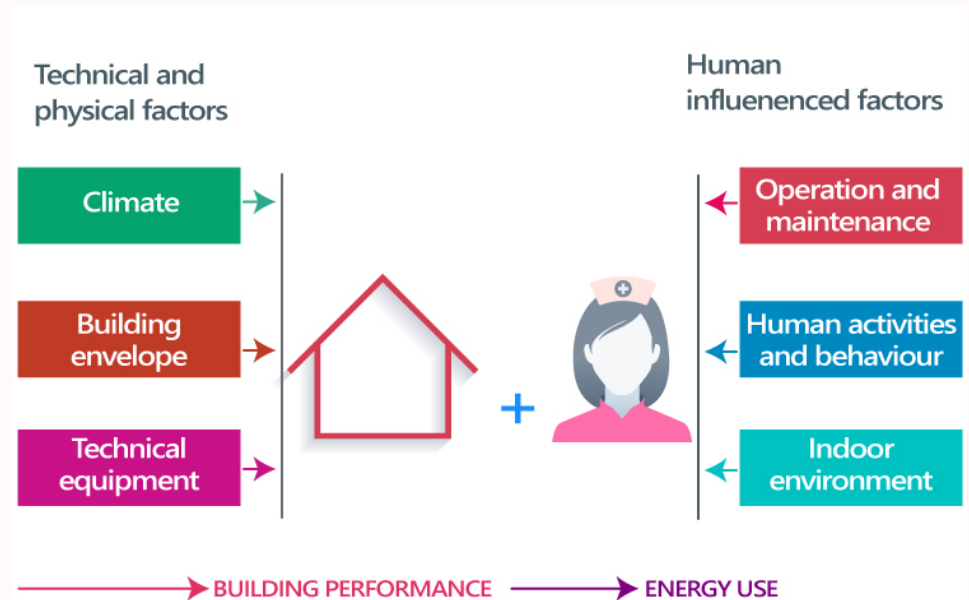 Technical and
physical factors
Climate
Building
envelope
Technical
equipment
Human
influenenced factors
Operation and
maintenance
Human activities
and behaviour
Indoor
environment
BUILDING PERFORMANCE
ENERGY USE